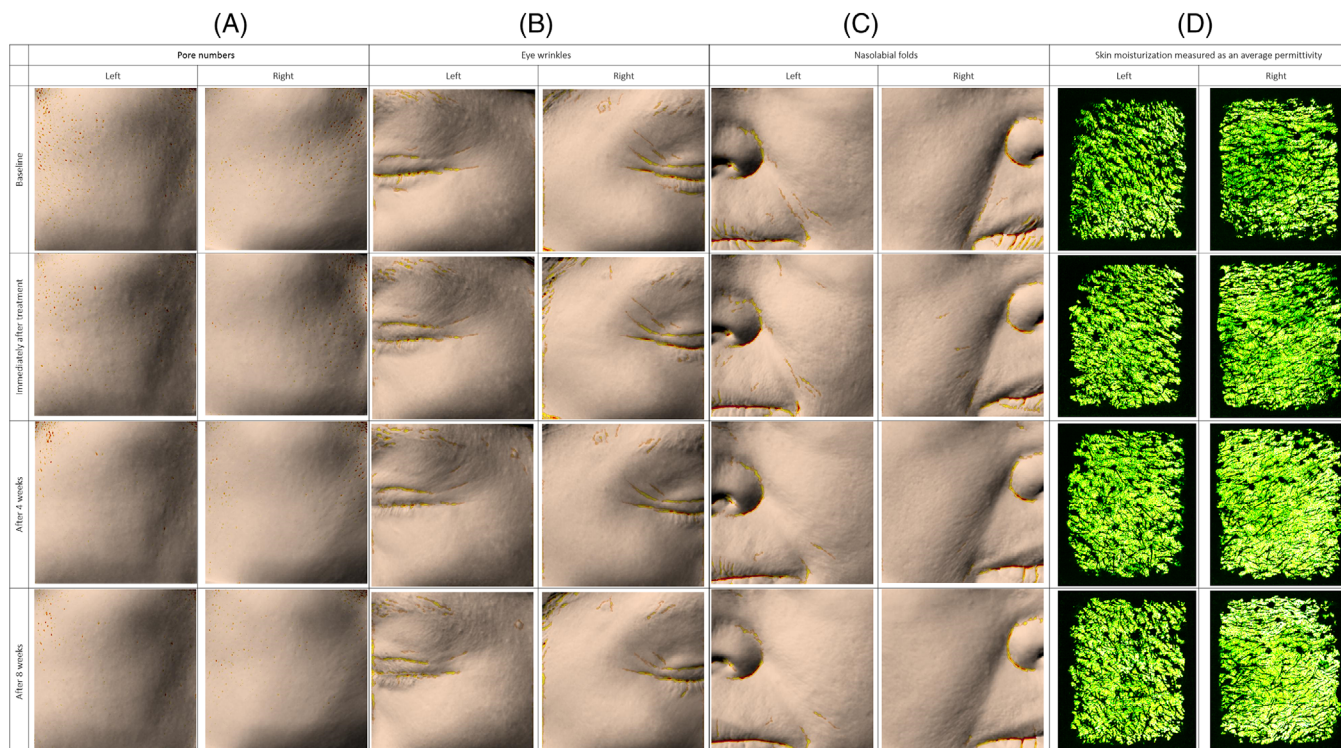 (A) (B) (C) (D)
Pore numbers Eye wrinkles Nasolabial folds Skin moisturization measured as an average permittivity
Left Right Left Right Left Right Left Right
Baseline
Immediately after treatment
After 4 weeks
After 8 weeks